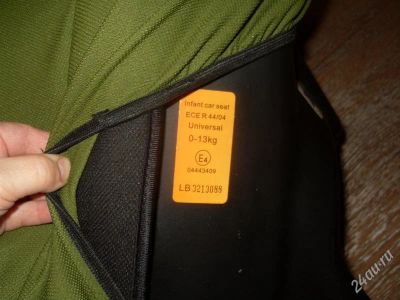 Infant car seat
ECE R 44/04
Universal
0-13kg
E4
04443409
LB 3213088
24au.ru